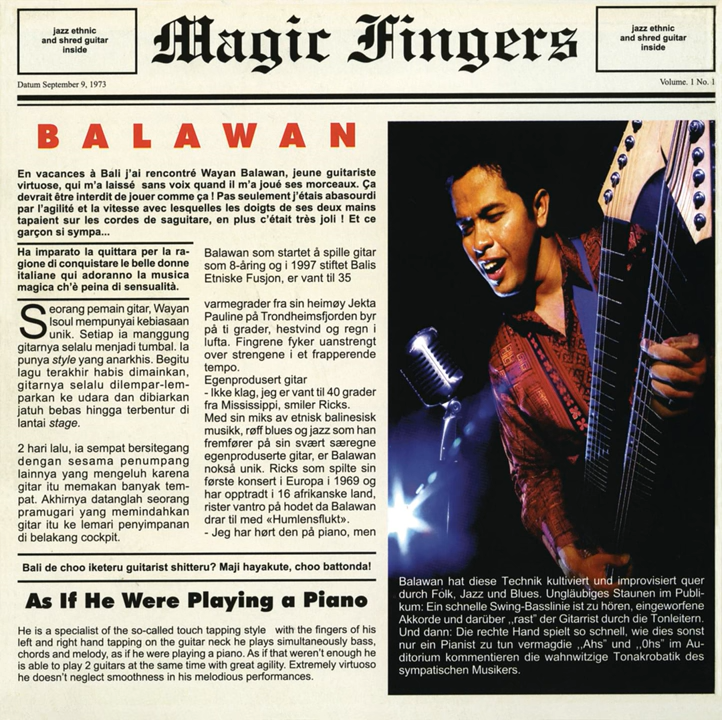 jazz ethnic
and shred guitar
inside
Magic Fingers
jazz ethnic
and shred guitar
inside
Datum September 9, 1973
Volume. 1 No. 1
BALAWAN
En vacances à Bali j'ai rencontré Wayan Balawan, jeune guitariste
virtuose, qui m'a laissé sans voix quand il m'a joué ses morceaux. Ça
devrait être interdit de jouer comme ça ! Pas seulement j'étais abasourdi
par l'agilité et la vitesse avec lesquelles les doigts de ses deux mains
tapaient sur les cordes de saguitare, en plus c'était très joli ! Et ce
garçon si sympa...
Ha imparato la quittara per la ra-
gione di conquistare le belle donne
italiane qui adoranno la musica
magica ch'è peina di sensualità.
Seorang pemain gitar, Wayan
Isoul mempunyai kebiasaan
unik. Setiap ia manggung
gitarnya selalu menjadi tumbal. Ia
punya style yang anarkhis. Begitu
lagu terakhir habis dimainkan,
gitarnya selalu dilempar-lem-
parkan ke udara dan dibiarkan
jatuh bebas hingga terbentur di
lantai stage.
2 hari lalu, ia sempat bersitegang
dengan sesama penumpang
lainnya yang mengeluh karena
gitar itu memakan banyak tem-
pat. Akhirnya datanglah seorang
pramugari yang memindahkan
gitar itu ke lemari penyimpanan
di belakang cockpit.
Balawan som startet å spille gitar
som 8-åring og i 1997 stiftet Balis
Etniske Fusjon, er vant til 35
varmegrader fra sin heimøy Jekta
Pauline på Trondheimsfjorden byr
på ti grader, hestvind og regn i
lufta. Fingrene fyker uanstrengt
over strengene i et frapperende
tempo.
Egenprodusert gitar
- Ikke klag, jeg er vant til 40 grader
fra Mississippi, smiler Ricks.
Med sin miks av etnisk balinesisk
musikk, røff blues og jazz som han
fremfører på sin svært særegne
egenproduserte gitar, er Balawan
nokså unik. Ricks som spilte sin
første konsert i Europa i 1969 og
har opptradt i 16 afrikanske land,
rister vantro på hodet da Balawan
drar til med «Humlensflukt».
- Jeg har hørt den på piano, men
Bali de choo iketeru guitarist shitteru? Maji hayakute, choo battonda!
As If He Were Playing a Piano
He is a specialist of the so-called touch tapping style with the fingers of his
left and right hand tapping on the guitar neck he plays simultaneously bass,
chords and melody, as if he were playing a piano. As if that weren't enough he
is able to play 2 guitars at the same time with great agility. Extremely virtuoso
he doesn't neglect smoothness in his melodious performances.
Balawan hat diese Technik kultiviert und improvisiert quer
durch Folk, Jazz und Blues. Ungläubiges Staunen im Publi-
kum: Ein schnelle Swing-Basslinie ist zu hören, eingeworfene
Akkorde und darüber ,,rast" der Gitarrist durch die Tonleitern.
Und dann: Die rechte Hand spielt so schnell, wie dies sonst
nur ein Pianist zu tun vermagdie ,,Ahs" und ,,0hs" im Au-
ditorium kommentieren die wahnwitzige Tonakrobatik des
sympatischen Musikers.